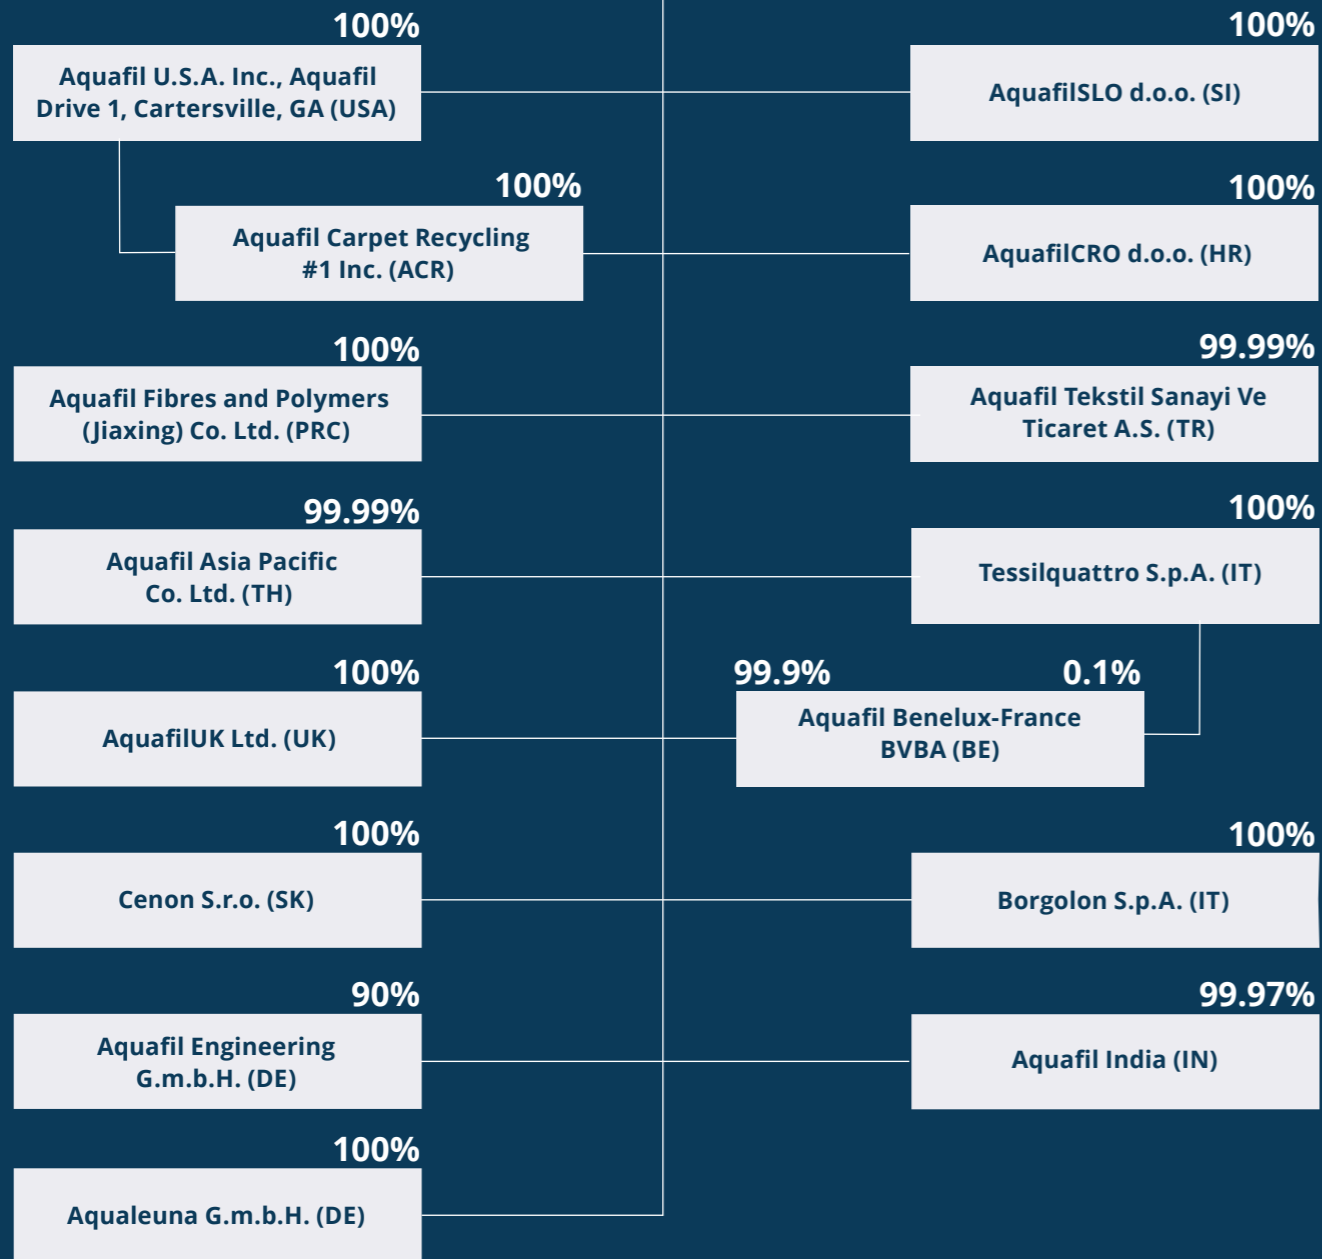 100%
Aquafil U.S.A. Inc., Aquafil
Drive 1, Cartersville, GA (USA)
100%
AquafilSLO d.o.o. (SI)
100%
Aquafil Carpet Recycling
#1 Inc. (ACR)
100%
AquafilCRO d.o.o. (HR)
100%
Aquafil Fibres and Polymers
(Jiaxing) Co. Ltd. (PRC)
99.99%
Aquafil Tekstil Sanayi Ve
Ticaret A.S. (TR)
99.99%
Aquafil Asia Pacific
Co. Ltd. (TH)
100%
Tessilquattro S.p.A. (IT)
100%
AquafilUK Ltd. (UK)
99.9% 0.1%
Aquafil Benelux-France
BVBA (BE)
100%
Cenon S.r.o. (SK)
100%
Borgolon S.p.A. (IT)
90%
Aquafil Engineering
G.m.b.H. (DE)
99.97%
Aquafil India (IN)
100%
Aqualeuna G.m.b.H. (DE)